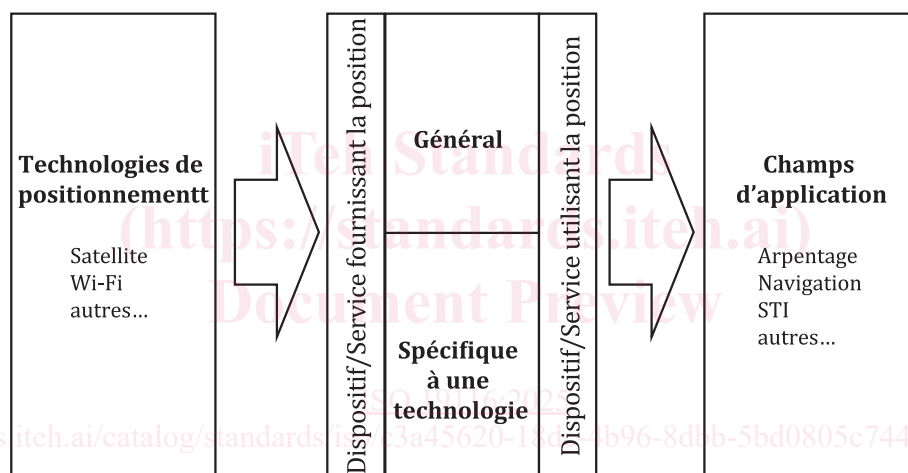 Technologies de
positionnementt
Satellite
Wi-Fi
autres…
Dispositif/Service fournissant la position
Général
Spécifique
à une
technologie
Dispositif/Service utilisant la position
Champs
d’application
Arpentage
Navigation
STI
autres…
iTeh Standards
(https://standards.iteh.ai)
Document Preview
ISO 19116:2025